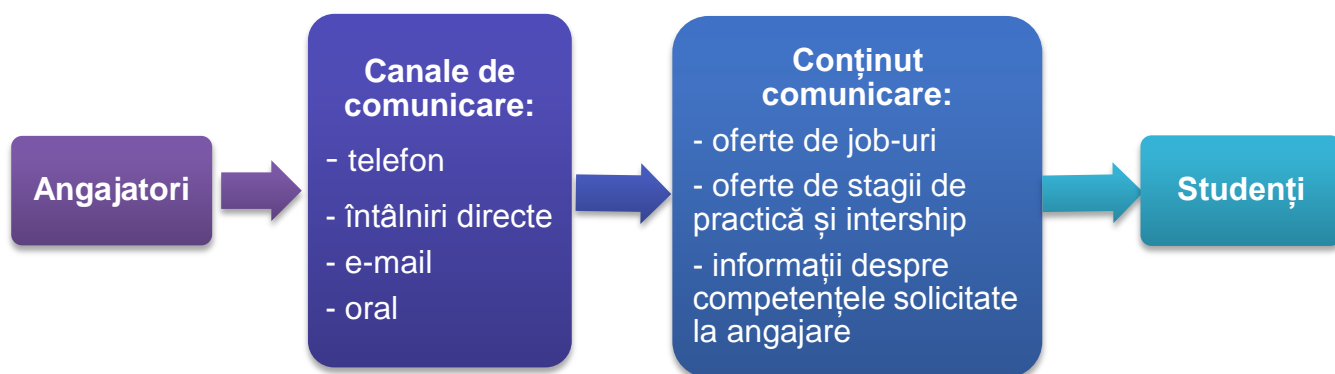 Angajatori
Canale de
comunicare:
- telefon
- întâlniri directe
- e-mail
- oral
Conținut
comunicare:
- oferte de job-uri
- oferte de stagii de
practică și intership
- informații despre
competențele solicitate
la angajare
Studenți